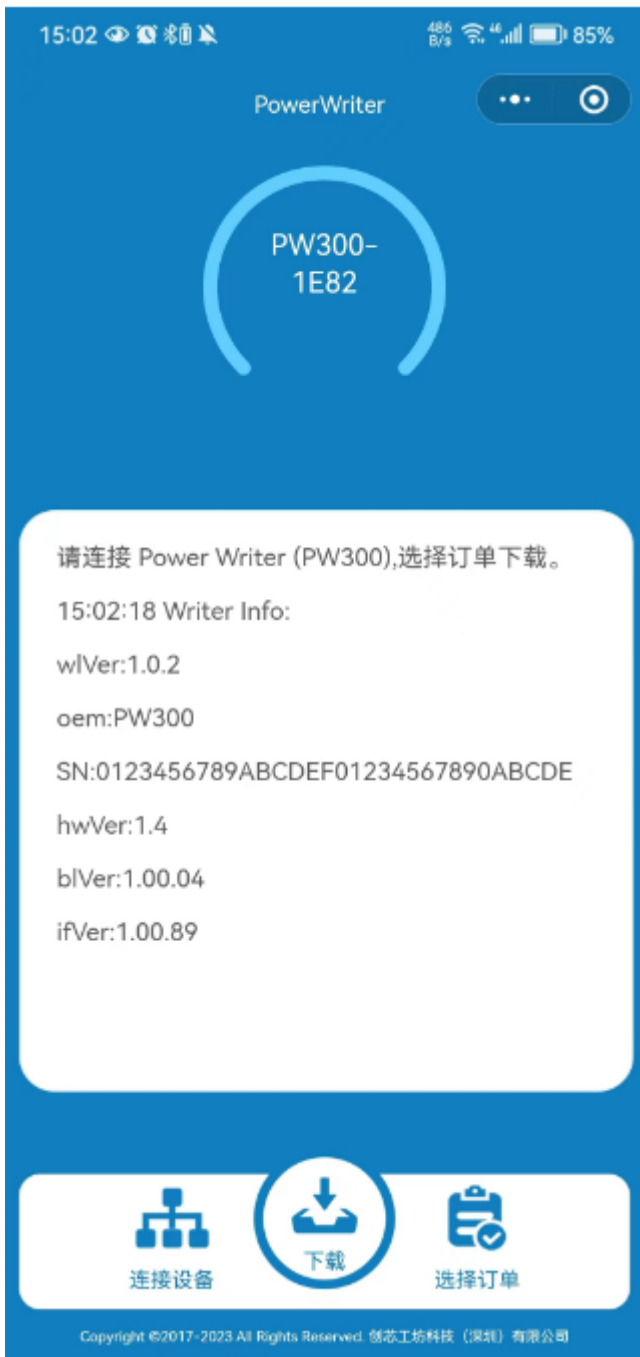 15:02
486 B/s 46 85%
PowerWriter
PW300-
1E82
请连接 Power Writer (PW300),选择订单下载。
15:02:18 Writer Info:
wlVer:1.0.2
oem:PW300
SN:0123456789ABCDEF01234567890ABCDE
hwVer:1.4
blVer:1.00.04
ifVer:1.00.89
下载
连接设备
选择订单
Copyright ©2017-2023 All Rights Reserved. 创芯工坊科技（深圳）有限公司